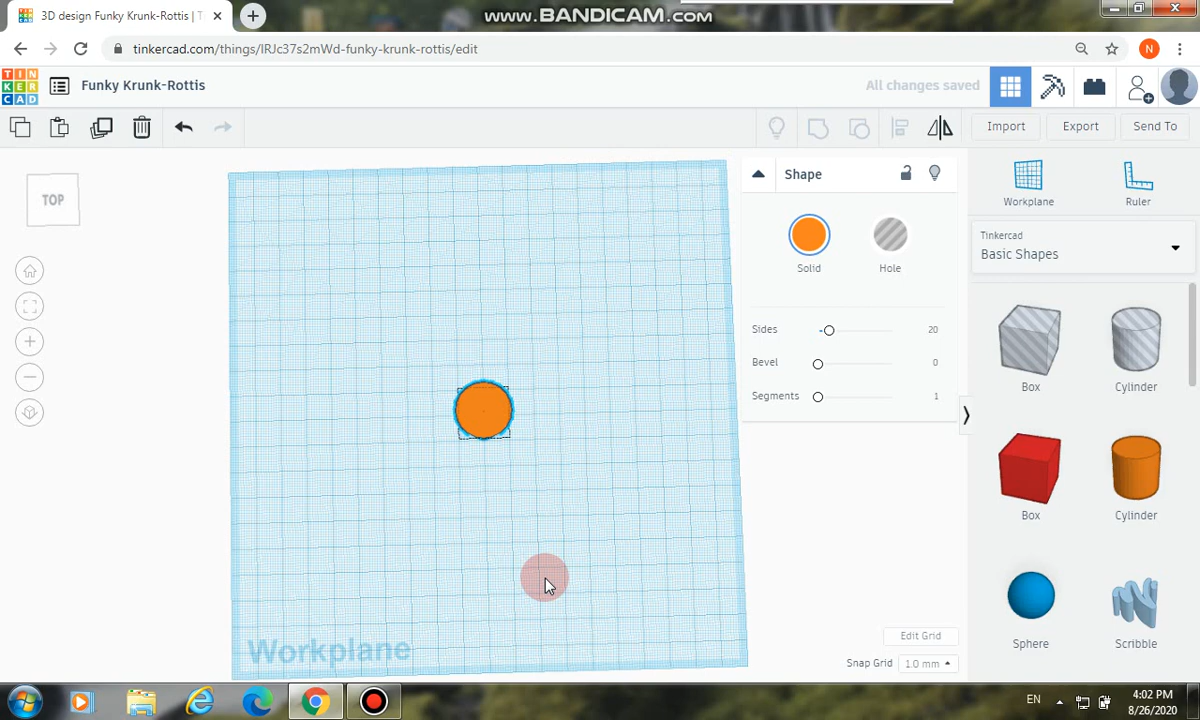 www.BANDICAM.com
3D design Funky Krunk-Rottis | T
tinkercad.com/things/lRJc37s2mWd-funky-krunk-rottis/edit
N
TIN
KER
CAD
Funky Krunk-Rottis
All changes saved
Import
Export
Send To
TOP
Shape
Solid
Hole
Sides
20
Bevel
0
Segments
1
Workplane
Ruler
Tinkercad
Basic Shapes
Box
Cylinder
Box
Cylinder
Sphere
Scribble
Workplane
Edit Grid
Snap Grid
1.0 mm
EN
4:02 PM
8/26/2020